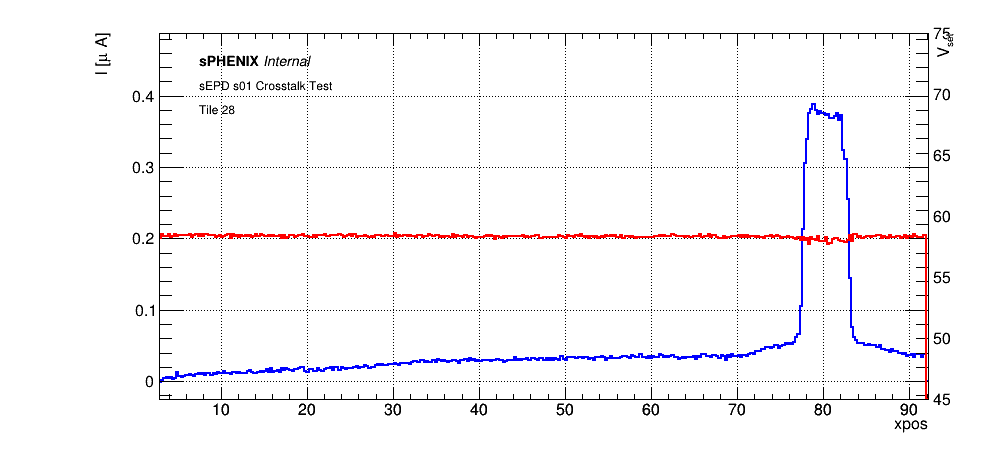 I [μ A]
75
V set
sPHENIX Internal
sEPD s01 Crosstalk Test
Tile 28
0.4
0.3
0.2
0.1
0
70
65
60
55
50
45
10 20 30 40 50 60 70 80 90
xpos